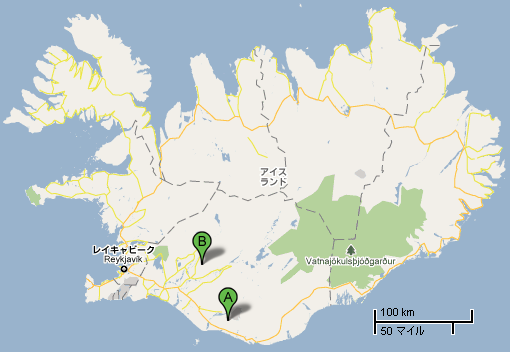 アイス
ランド
レイキャビーク
Reykjavik
B
Vatnajökulsþjóðgarður
A
100 km
50 マイル